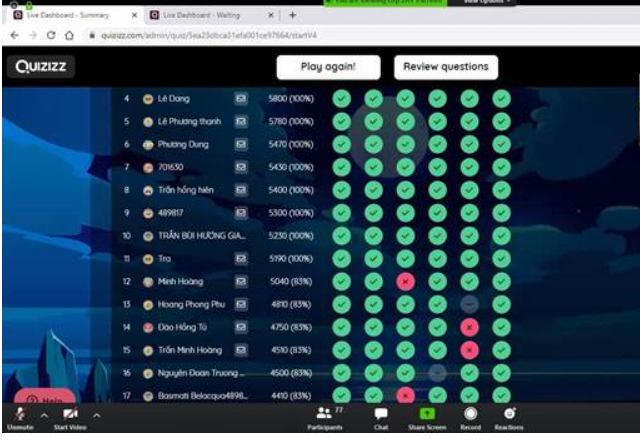 Live Dashboard - Summary
Live Dashboard - Waiting
View Options
quizizz.com/admin/quiz/5ea23dbca31efa001ce97664/startV4
QUIZIZZ
Play again!
Review questions
4 Lê Dang 5800 (100%)
5 Lê Phương thanh 5780 (100%)
6 Phương Dung 5470 (100%)
7 701630 5430 (100%)
8 Trần hồng hiên 5400 (100%)
9 489817 5300 (100%)
10 TRẦN BÙI HƯƠNG GIA... 5230 (100%)
11 Tra 5190 (100%)
12 Minh Hoàng 5040 (83%)
13 Hoang Phong Phu 4810 (83%)
14 Đào Hồng Tú 4750 (83%)
15 Trần Minh Hoàng 4510 (83%)
16 Nguyễn Doan Truong ... 4500 (83%)
17 Basmati Belacqua4898... 4410 (83%)
Help
77
Unmute
Start Video
Participants
Chat
Share Screen
Record
Reactions